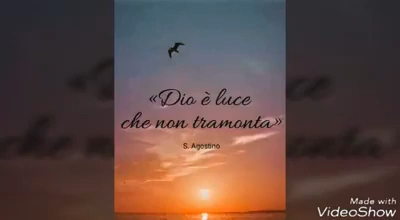 «Dio è luce
che non tramonta»
S. Agostino
Made with
VideoShow